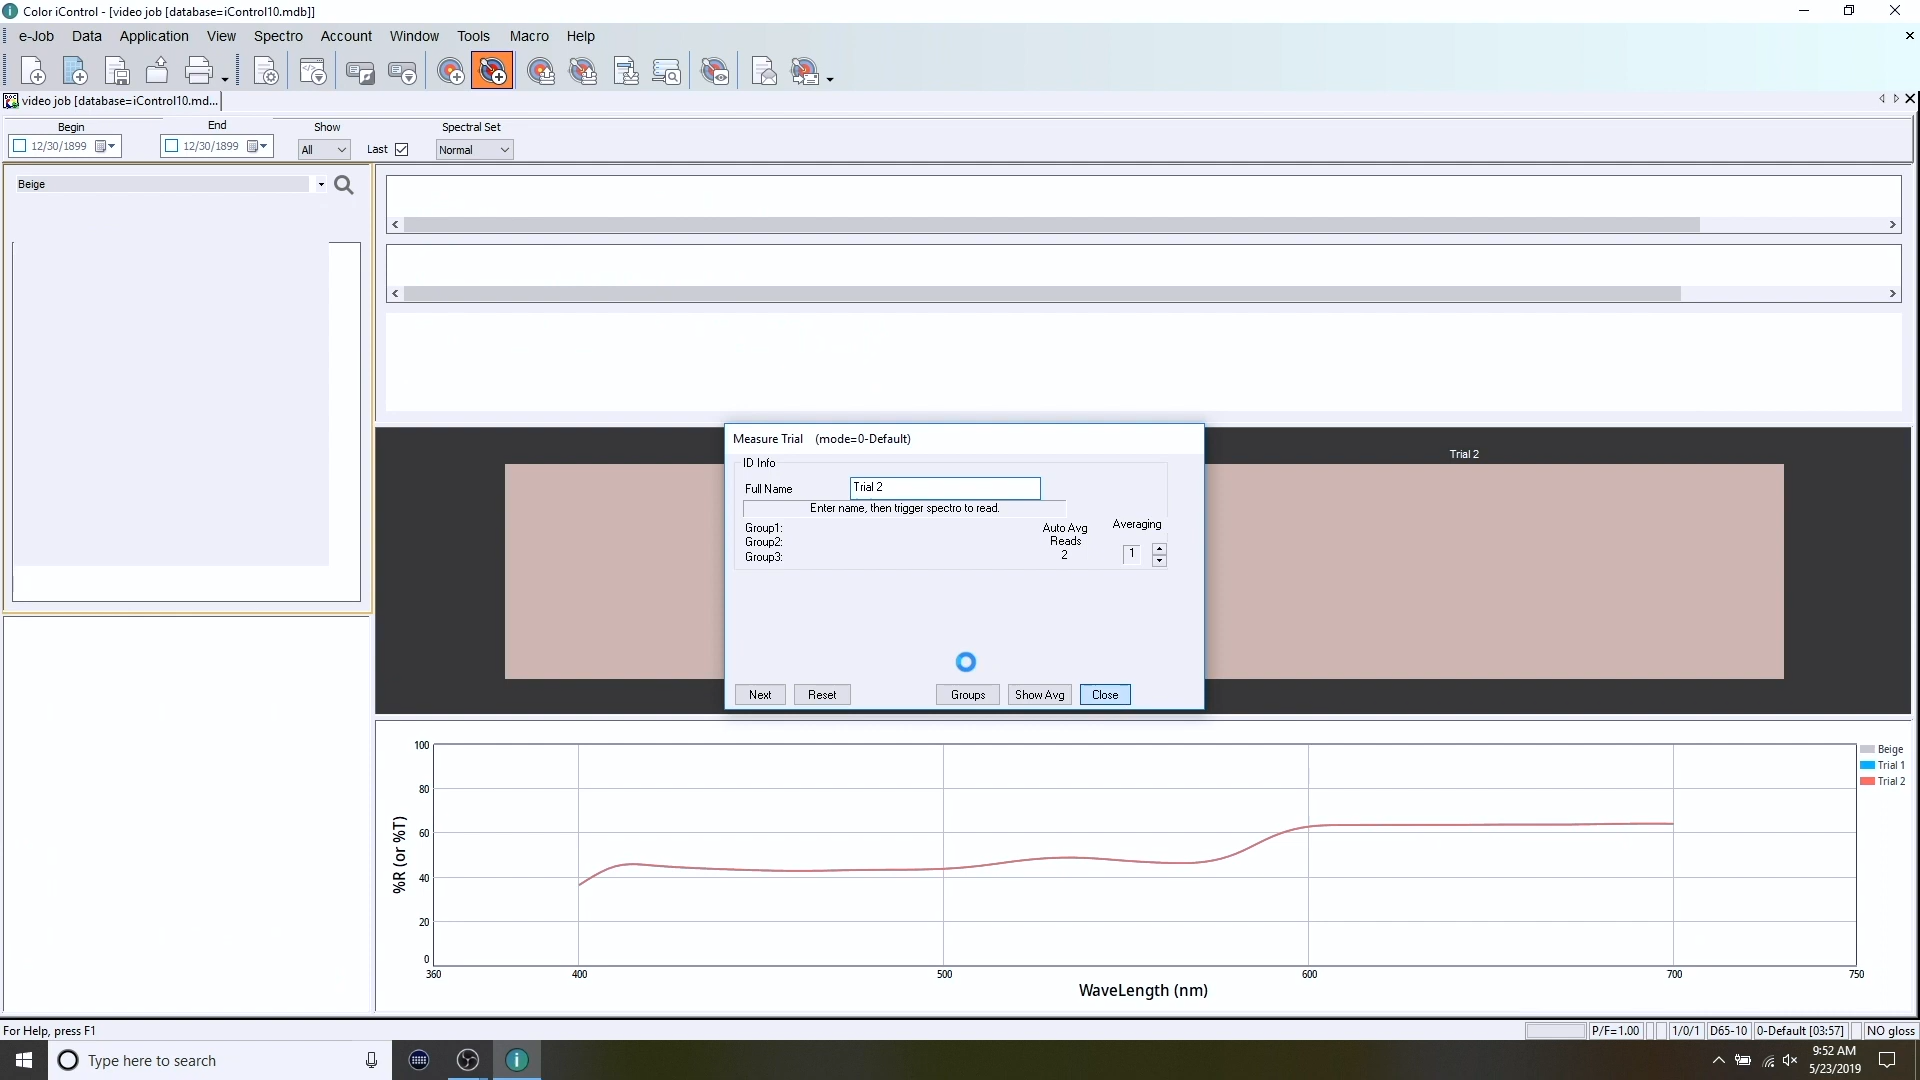 Color iControl - [video job [database=iControl10.mdb]]
e-Job Data Application View Spectro Account Window Tools Macro Help
video job [database=iControl10.md...
Begin End Show Spectral Set
12/30/1899 12/30/1899 All Last Normal
Beige
Trial 2
Measure Trial (mode=0-Default)
ID Info
Full Name Trial 2
Enter name, then trigger spectro to read.
Group1:
Group2:
Group3:
Auto Avg
Reads
2
Averaging
1
Next Reset Groups Show Avg Close
100
80
60
40
20
0
%R (or %T)
360 400 500 600 700 750
WaveLength (nm)
Beige
Trial 1
Trial 2
For Help, press F1
P/F=1.00 1/0/1 D65-10 0-Default [03:57] NO gloss
Type here to search
9:52 AM
5/23/2019